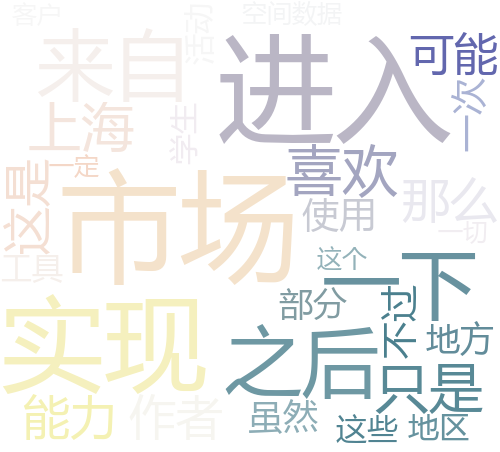 客户
活动
空间数据
来自
进入
可能
一次
上海
学生
喜欢
这是
一定
市场
使用
那么
一切
工具
这个
一下
实现
部分
不过
之后
地方
只是
能力
作者
虽然
这些
地区